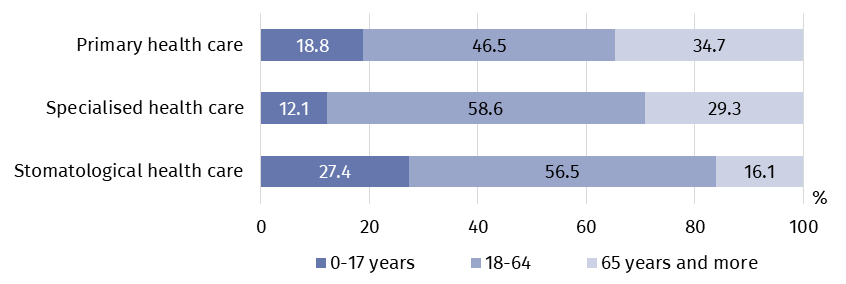 Primary health care 18.8 46.5 34.7
Specialised health care 12.1 58.6 29.3
Stomatological health care 27.4 56.5 16.1
%
0 20 40 60 80 100
0-17 years 18-64 65 years and more